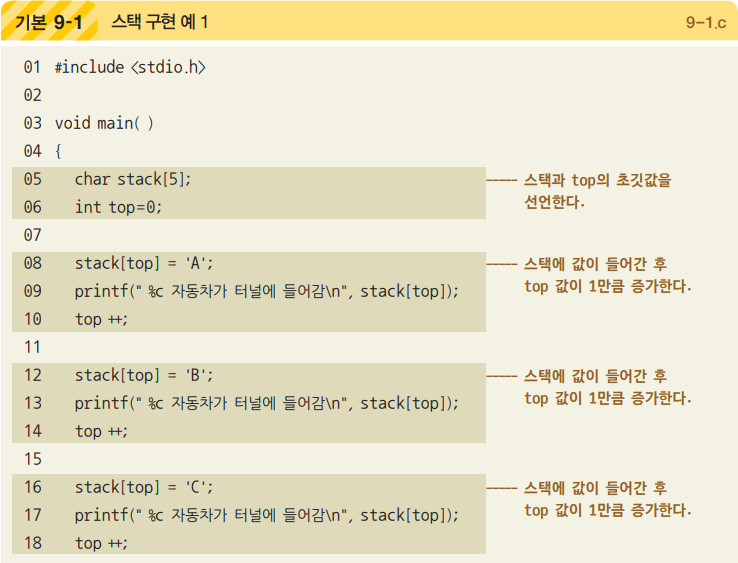 기본 9-1 스택 구현 예 1 9-1.c
01 #include <stdio.h>
02
03 void main( )
04 {
05 char stack[5]; 스택과 top의 초깃값을
06 int top=0; 선언한다.
07
08 stack[top] = 'A'; 스택에 값이 들어간 후
09 printf(" %c 자동차가 터널에 들어감\n", stack[top]); top 값이 1만큼 증가한다.
10 top ++;
11
12 stack[top] = 'B'; 스택에 값이 들어간 후
13 printf(" %c 자동차가 터널에 들어감\n", stack[top]); top 값이 1만큼 증가한다.
14 top ++;
15
16 stack[top] = 'C'; 스택에 값이 들어간 후
17 printf(" %c 자동차가 터널에 들어감\n", stack[top]); top 값이 1만큼 증가한다.
18 top ++;